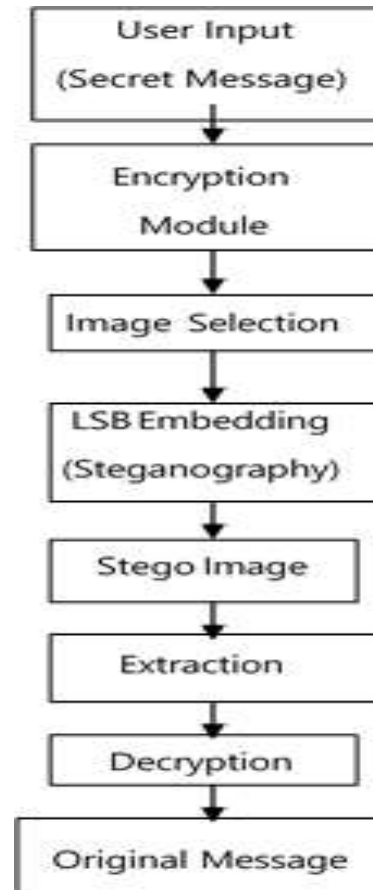 User Input
(Secret Message)
Encryption
Module
Image Selection
LSB Embedding
(Steganography)
Stego Image
Extraction
Decryption
Original Message